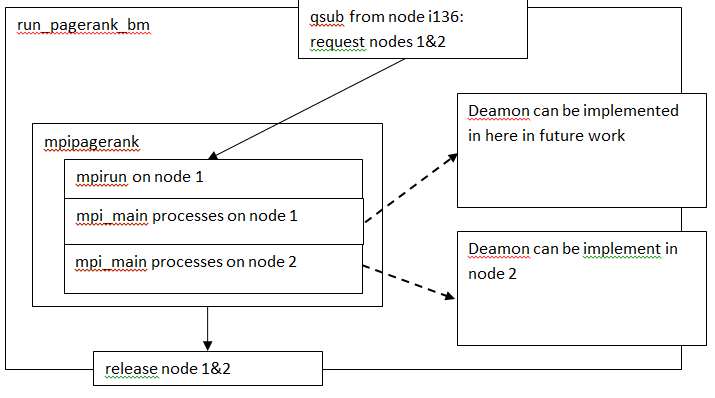 run_pagerank_bm
qsub from node i136:
request nodes 1&2
mpipagerank
mpirun on node 1
mpi_main processes on node 1
mpi_main processes on node 2
Deamon can be implemented
in here in future work
Deamon can be implement in
node 2
release node 1&2